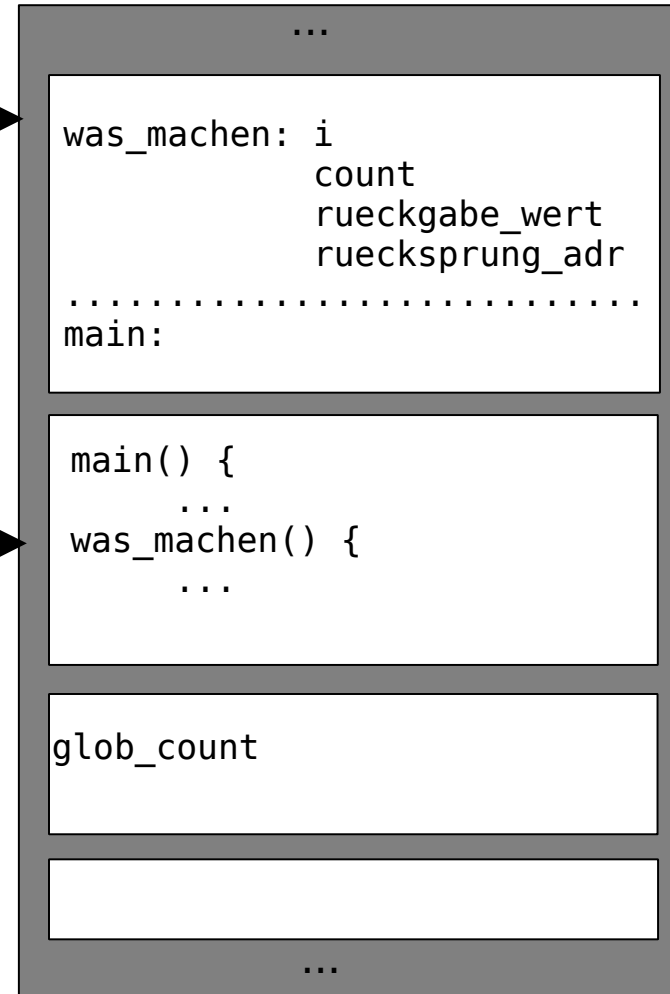 ...
was_machen: i
count
rueckgabe_wert
ruecksprung_adr
.............................
main:
main() {
...
was_machen() {
...
glob_count
...